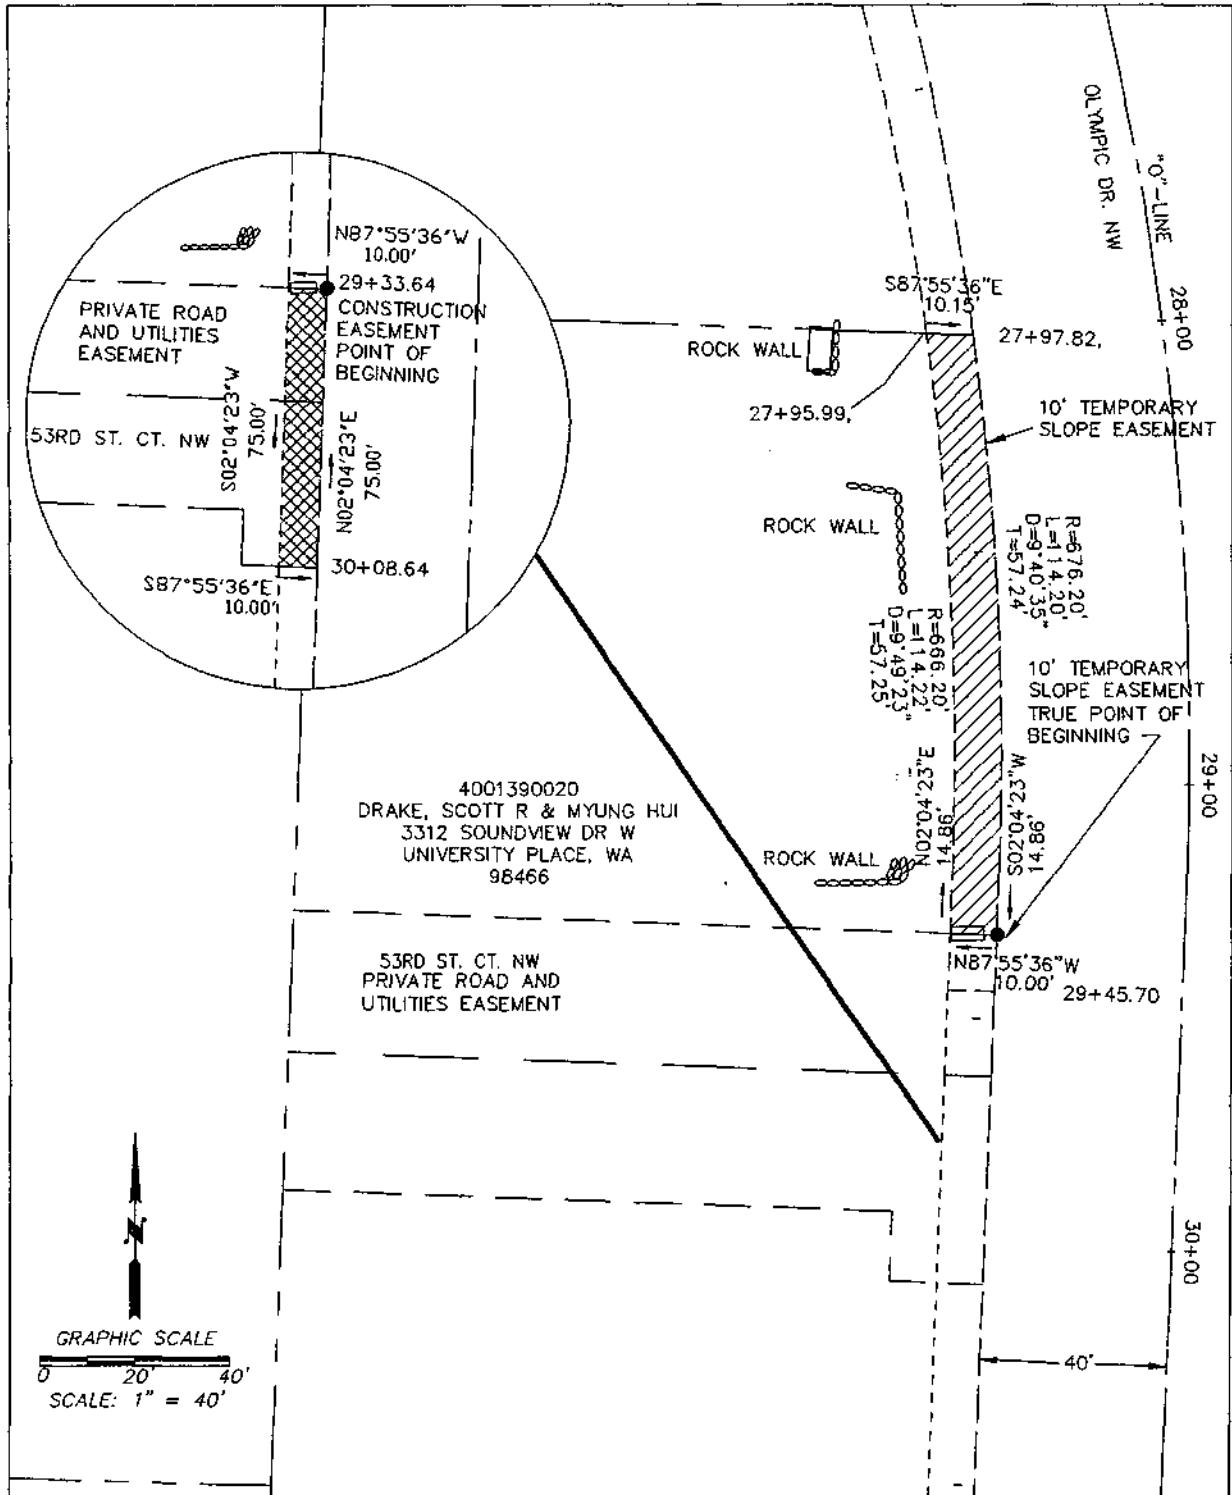 OLYMPIC DR. NW
"O"-LINE
28+00
N87°55'36"W
10.00'
29+33.64
CONSTRUCTION
EASEMENT
POINT OF
BEGINNING
PRIVATE ROAD
AND UTILITIES
EASEMENT
53RD ST. CT. NW
S02°04'23"W
75.00'
N02°04'23"E
75.00'
30+08.64
S87°55'36"E
10.00'
S87°55'36"E
10.15'
27+97.82,
ROCK WALL
27+95.99,
10' TEMPORARY
SLOPE EASEMENT
ROCK WALL
R=676.20'
L=114.20'
D=9°40'35"
T=57.24'
R=666.20'
L=114.22'
D=9°49'23"
T=57.25'
10' TEMPORARY
SLOPE EASEMENT
TRUE POINT OF
BEGINNING
29+00
N02°04'23"E
14.86'
S02°04'23"W
14.86'
4001390020
DRAKE, SCOTT R & MYUNG HUI
3312 SOUNDVIEW DR W
UNIVERSITY PLACE, WA
98466
ROCK WALL
53RD ST. CT. NW
PRIVATE ROAD AND
UTILITIES EASEMENT
N87°55'36"W
10.00'
29+45.70
30+00
40'
N
GRAPHIC SCALE
0 20' 40'
SCALE: 1" = 40'